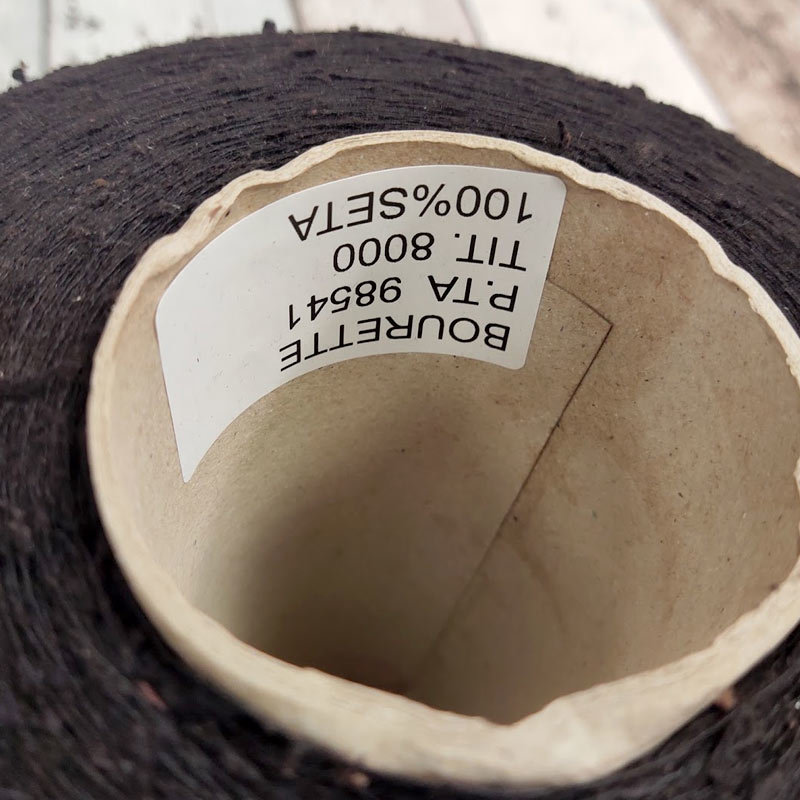 BOURETTE
P.TA 98541
TIT. 8000
100%SETA